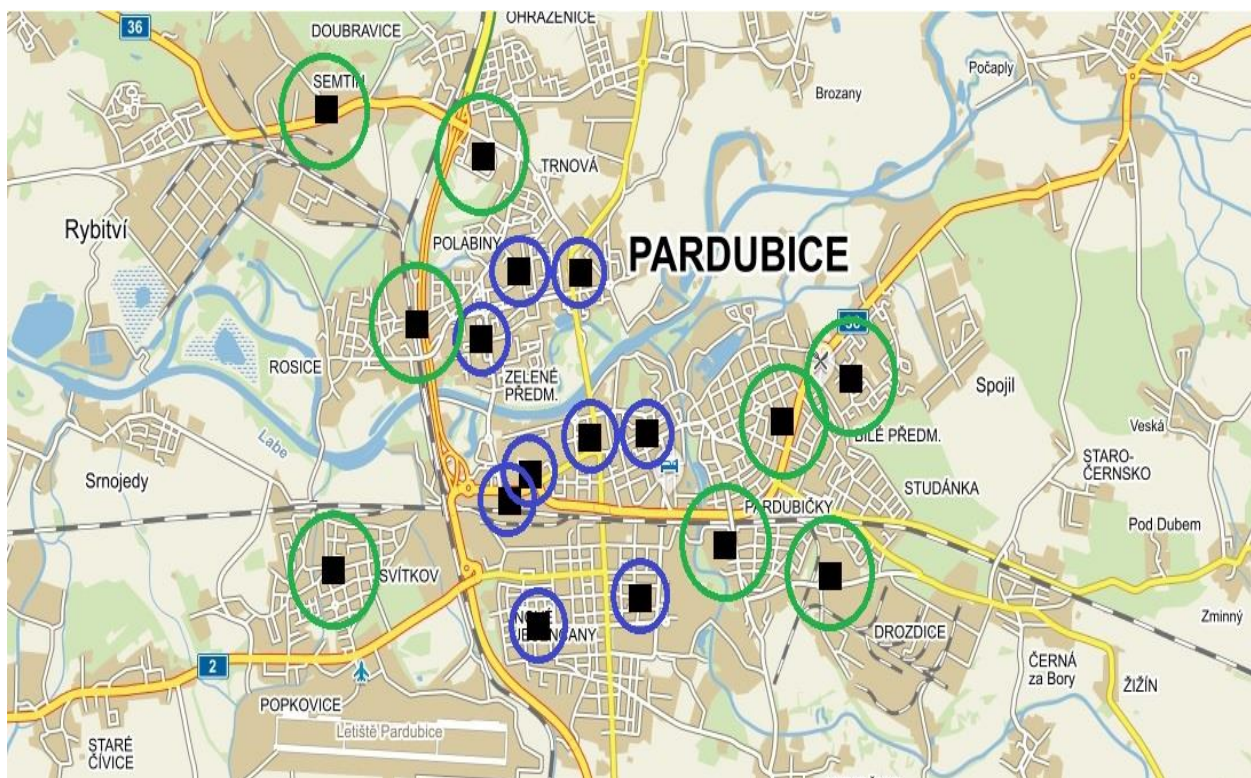 36
DOUBRAVICE
OHRAZENICE
SEMTÍN
Počaply
Brozany
TRNOVÁ
Rybitví
POLABINY
PARDUBICE
36
ROSICE
ZELENÉ
PŘEDM.
Spojil
Labe
BÍLÉ PŘEDM.
Veská
Srnojedy
STARO-
ČERNSKO
STUDÁNKA
PARDUBIČKY
Pod Dubem
SVÍTKOV
Zminný
NOVÉ
DROZDICE
2
ČERNÁ
za Bory
ŽIŽÍN
POPKOVICE
Letiště Pardubice
STARÉ
ČÍVICE